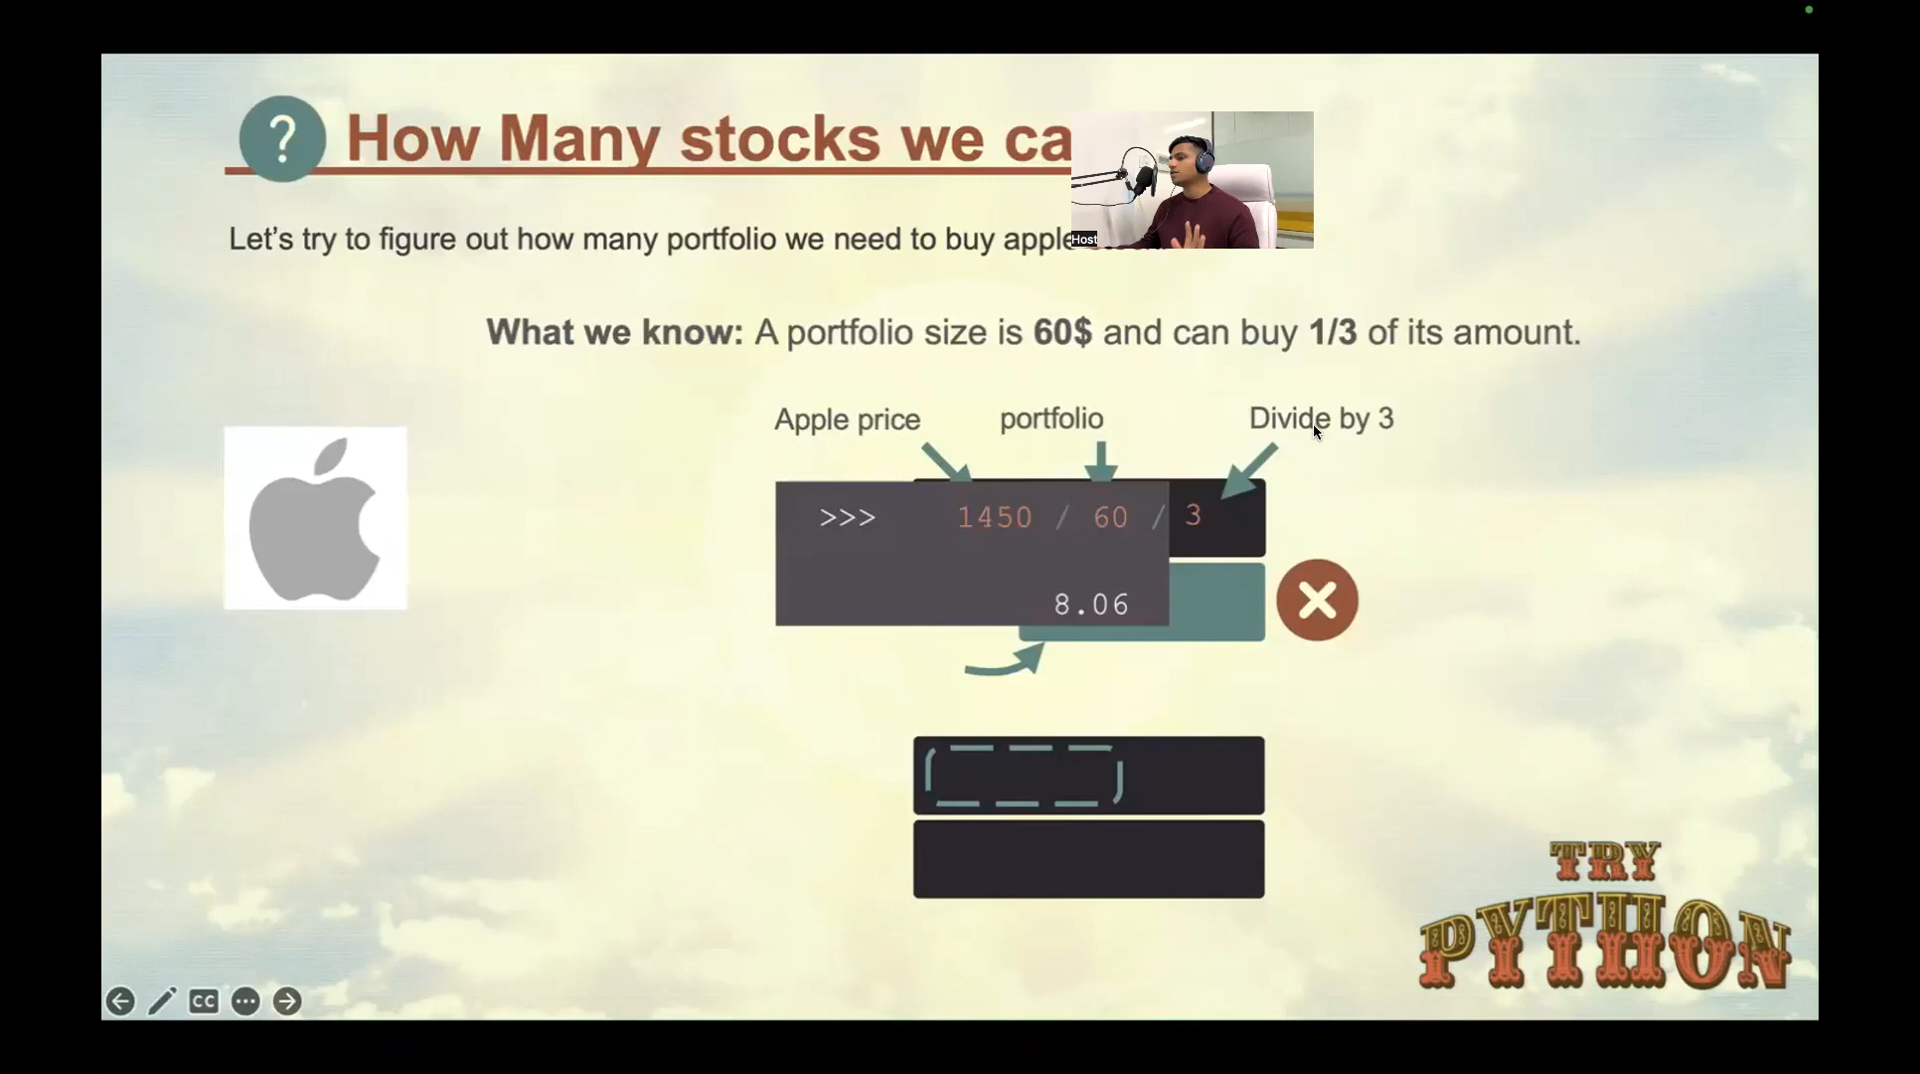 ? How Many stocks we ca
Host
Let's try to figure out how many portfolio we need to buy apple
What we know: A portfolio size is 60$ and can buy 1/3 of its amount.
Apple price portfolio Divide by 3
>>> 1450 / 60 / 3
8.06
TRY
PYTHON
CC